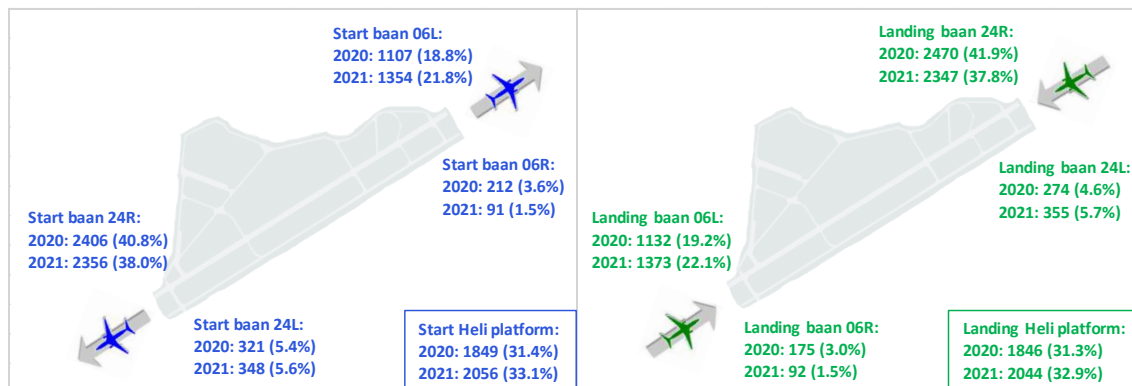 Start baan 06L:
2020: 1107 (18.8%)
2021: 1354 (21.8%)
Start baan 06R:
2020: 212 (3.6%)
2021: 91 (1.5%)
Start baan 24R:
2020: 2406 (40.8%)
2021: 2356 (38.0%)
Start baan 24L:
2020: 321 (5.4%)
2021: 348 (5.6%)
Start Heli platform:
2020: 1849 (31.4%)
2021: 2056 (33.1%)
Landing baan 24R:
2020: 2470 (41.9%)
2021: 2347 (37.8%)
Landing baan 24L:
2020: 274 (4.6%)
2021: 355 (5.7%)
Landing baan 06L:
2020: 1132 (19.2%)
2021: 1373 (22.1%)
Landing baan 06R:
2020: 175 (3.0%)
2021: 92 (1.5%)
Landing Heli platform:
2020: 1846 (31.3%)
2021: 2044 (32.9%)